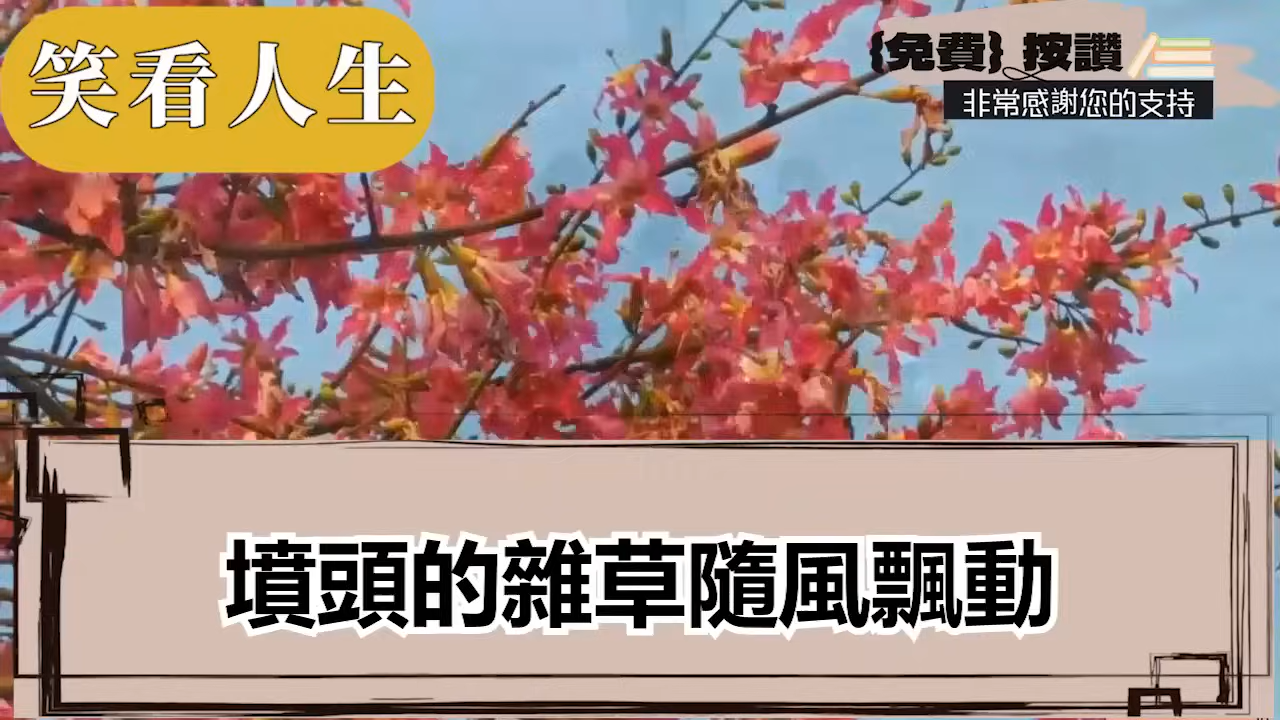 笑看人生
{免費} 按讚
非常感謝您的支持
墳頭的雜草隨風飄動